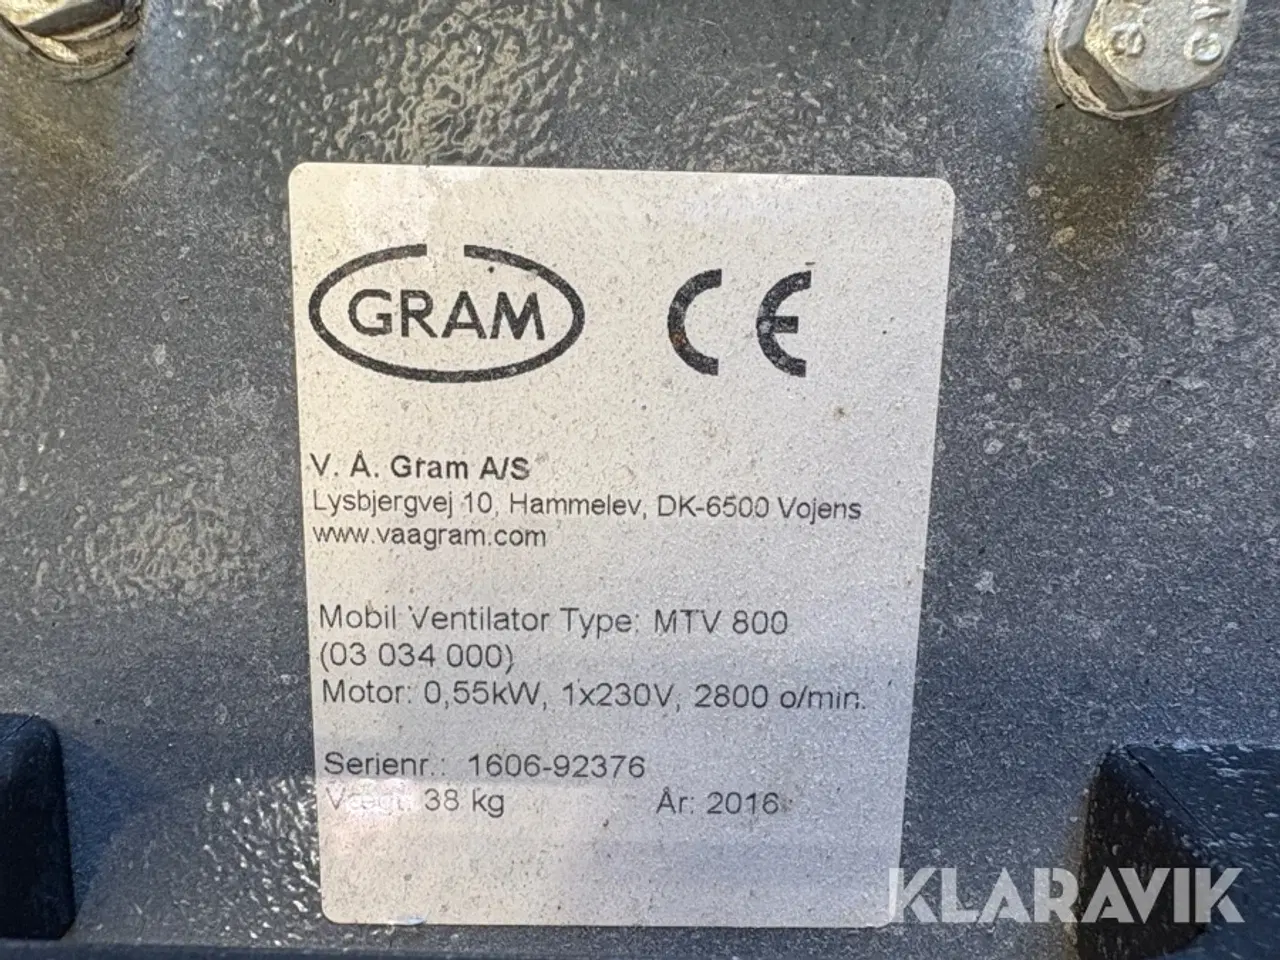 GRAM CE
V. A. Gram A/S
Lysbjergvej 10, Hammelev, DK-6500 Vojens
www.vaagram.com
Mobil Ventilator Type: MTV 800
(03 034 000)
Motor: 0,55kW, 1x230V, 2800 o/min.
Serienr.: 1606-92376
Vægt: 38 kg År: 2016
KLARAVIK